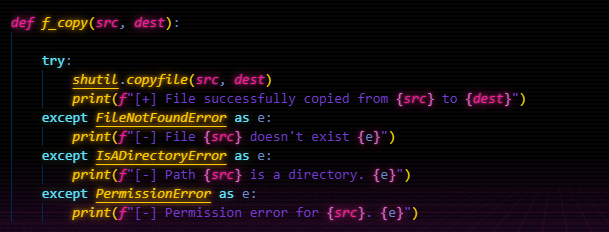 def f_copy(src, dest):
try:
shutil.copyfile(src, dest)
print(f"[+] File successfully copied from {src} to {dest}")
except FileNotFoundError as e:
print(f"[-] File {src} doesn't exist {e}")
except IsADirectoryError as e:
print(f"[-] Path {src} is a directory. {e}")
except PermissionError as e:
print(f"[-] Permission error for {src}. {e}")